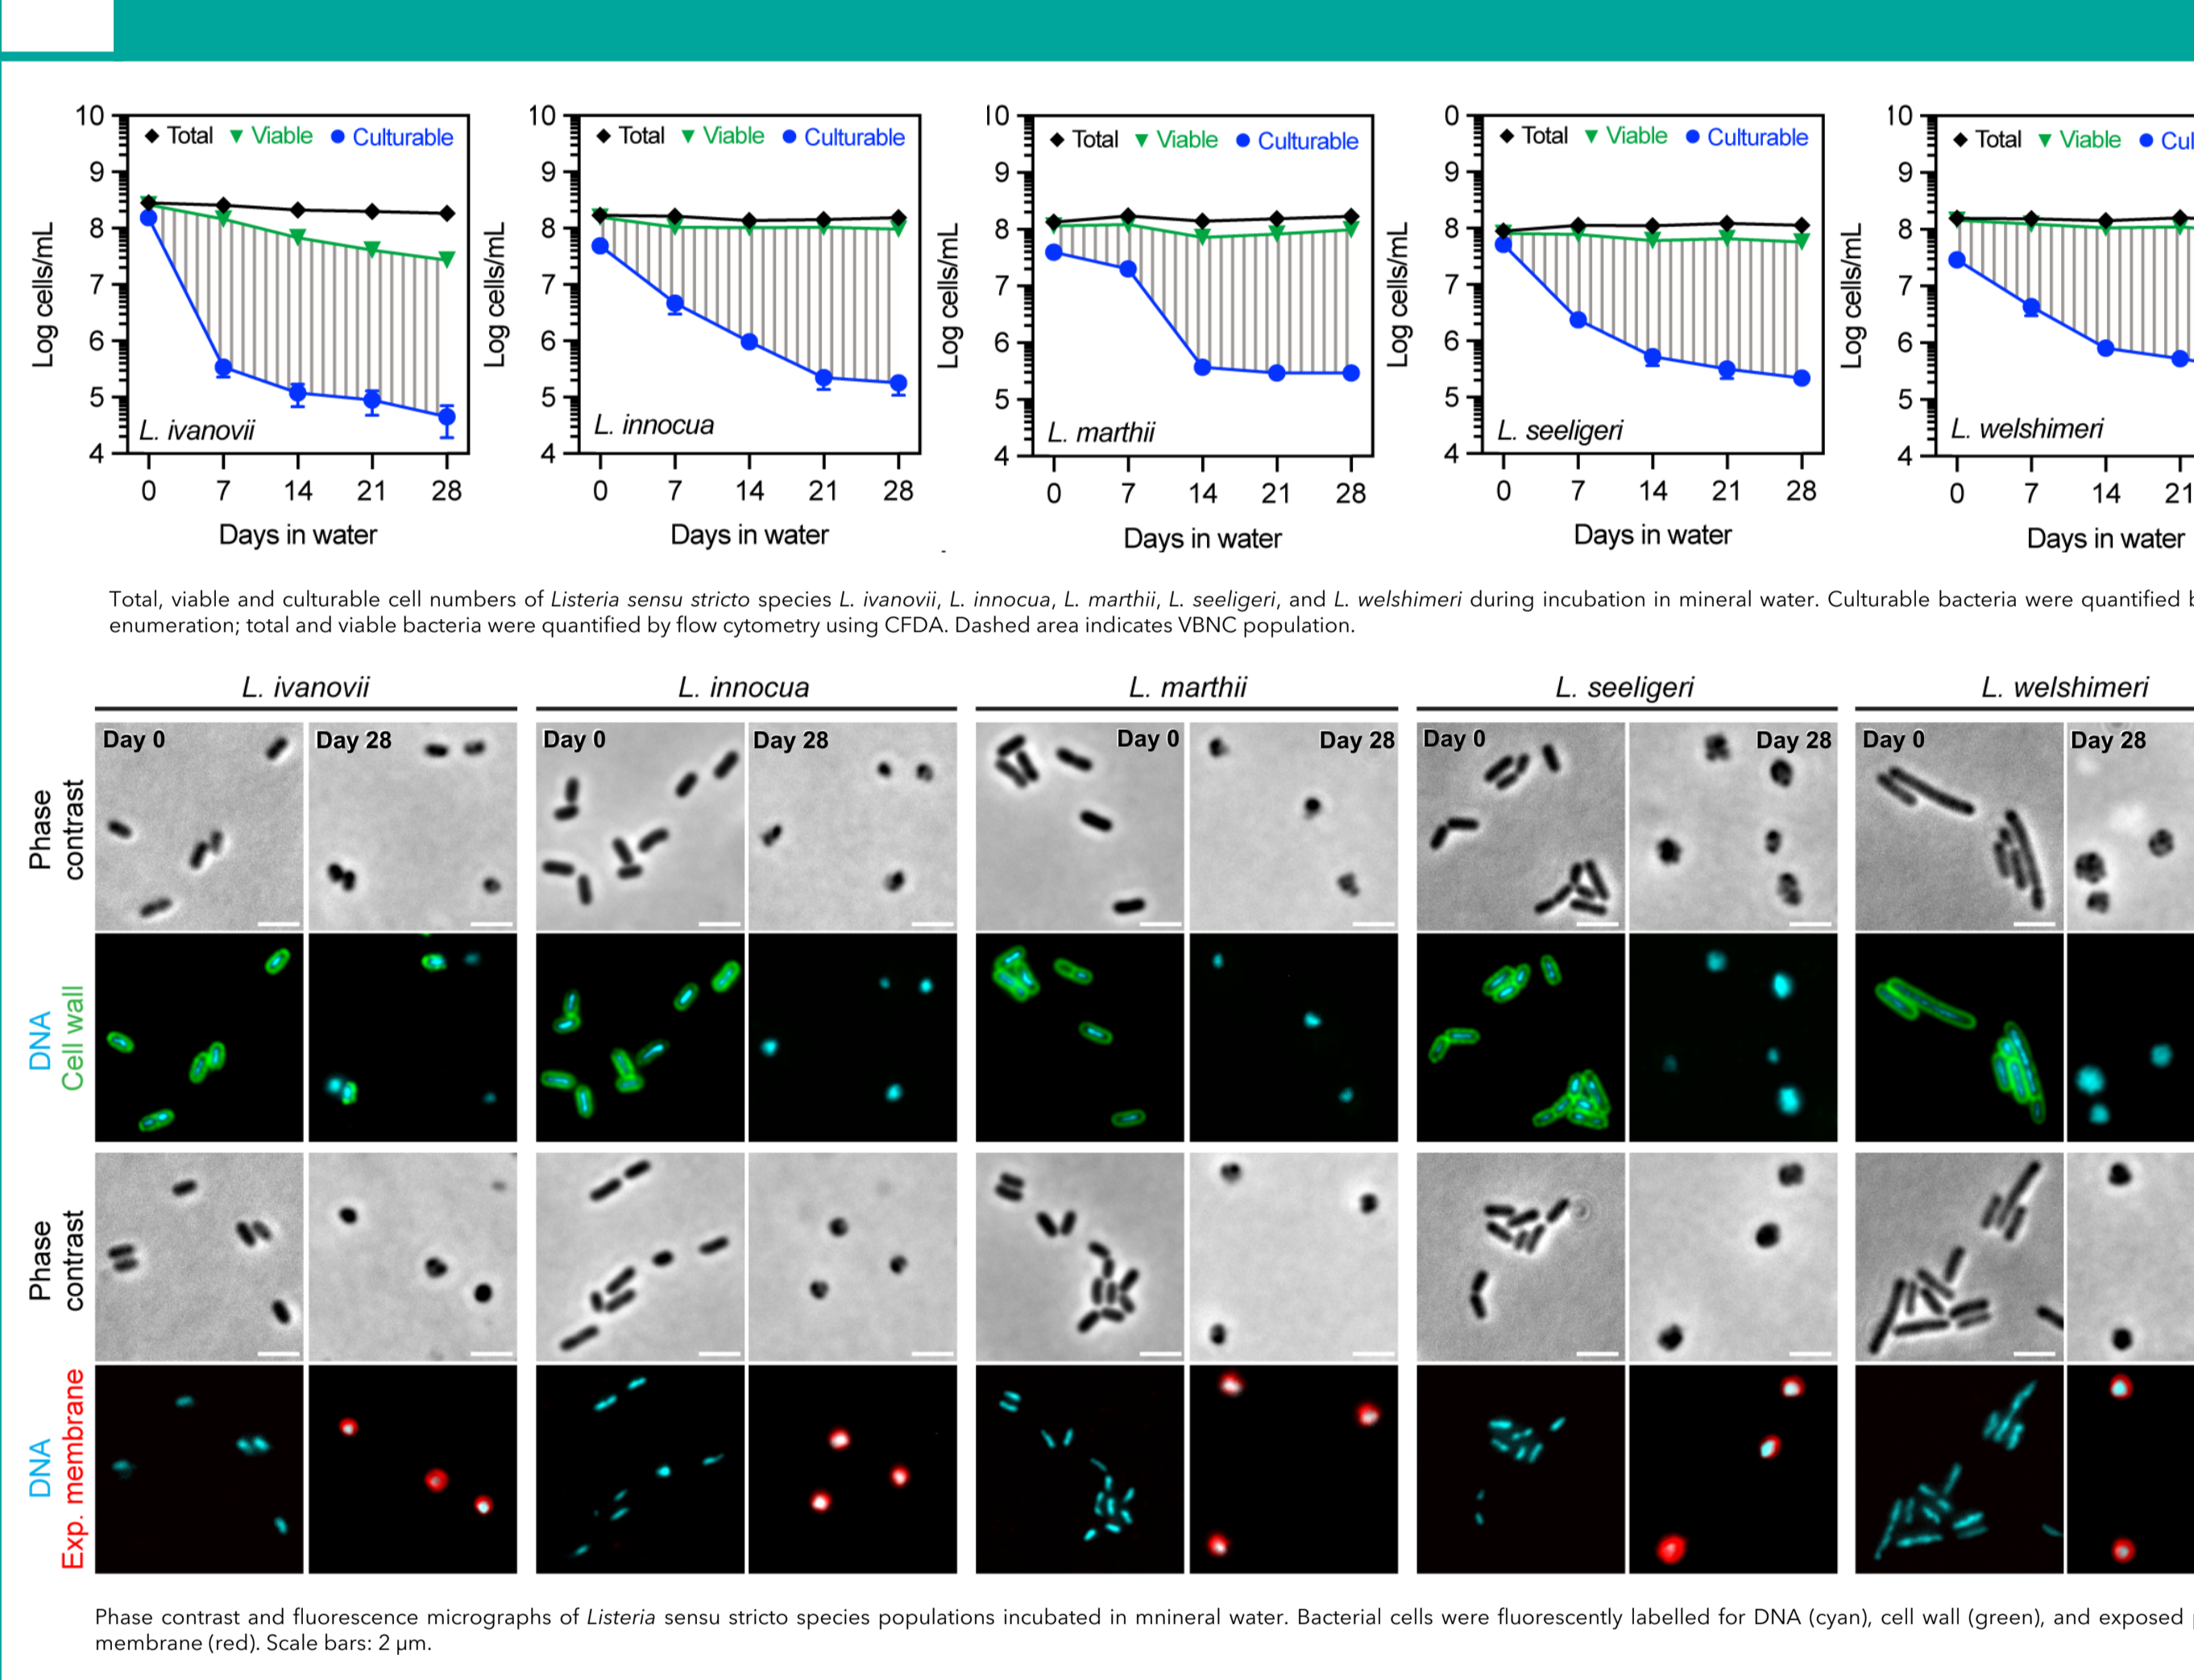 10 10 10 0 10
Total Viable Culturable Total Viable Culturable Total Viable Culturable Total Viable Culturable Total Viable Cul
9 9 9 9 9
8 8 8 8 8
7 7 7 7 7
6 6 6 6 6
5 5 5 5 5
4 4 4 4 4
Log cells/mL Log cells/mL Log cells/mL Log cells/mL Log cells/mL
L. ivanovii L. innocua L. marthii L. seeligeri L. welshimeri
0 7 14 21 28 0 7 14 21 28 0 7 14 21 28 0 7 14 21 28 0 7 14 21
Days in water Days in water Days in water Days in water Days in water
Total, viable and culturable cell numbers of Listeria sensu stricto species L. ivanovii, L. innocua, L. marthii, L. seeligeri, and L. welshimeri during incubation in mineral water. Culturable bacteria were quantified
enumeration; total and viable bacteria were quantified by flow cytometry using CFDA. Dashed area indicates VBNC population.
L. ivanovii L. innocua L. marthii L. seeligeri L. welshimeri
Day 0 Day 28 Day 0 Day 28 Day 0 Day 28 Day 0 Day 28 Day 0 Day 28
Phase
contrast
DNA
Cell wall
Phase
contrast
DNA
Exp. membrane
Phase contrast and fluorescence micrographs of Listeria sensu stricto species populations incubated in mnineral water. Bacterial cells were fluorescently labelled for DNA (cyan), cell wall (green), and exposed
membrane (red). Scale bars: 2 µm.